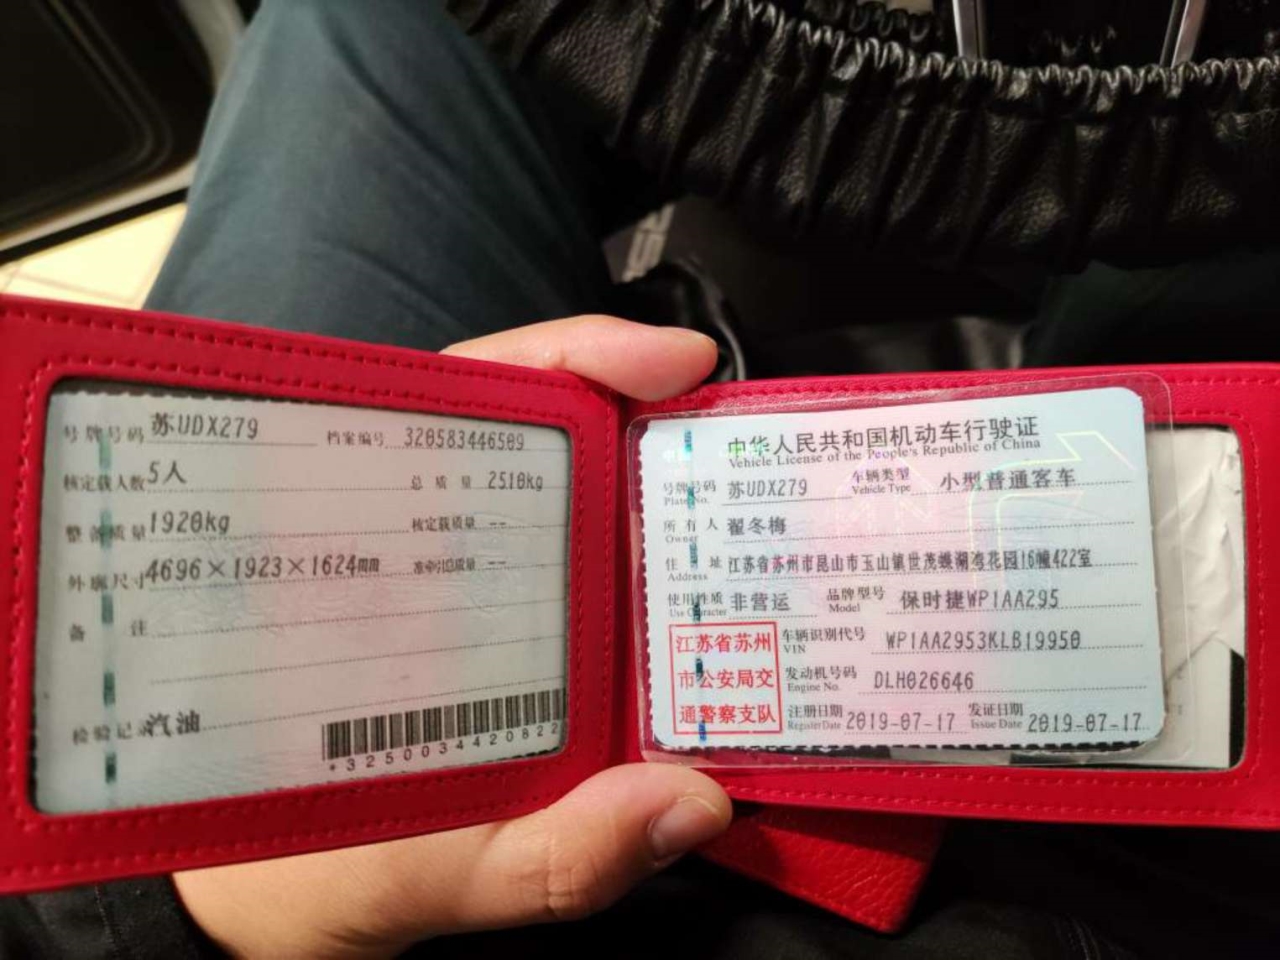 号牌号码 苏UDX279 档案编号 320583446509
核定载人数 5人 总质量 2510kg
整备质量 1920kg 核定载质量 --
外廓尺寸 4696×1923×1624mm 准牵引总质量 --
备注
检验记录 汽油
*3250034420822
中华人民共和国机动车行驶证
Vehicle License of the People's Republic of China
号牌号码 苏UDX279 车辆类型 小型普通客车
Plate No. Vehicle Type
所有人 翟冬梅
Owner
住址 江苏省苏州市昆山市玉山镇世茂蝶湖湾花园16幢422室
Address
使用性质 非营运 品牌型号 保时捷WP1AA295
Use Character Model
江苏省苏州
市公安局交
通警察支队
车辆识别代号 WP1AA2953KLB19950
VIN
发动机号码 DLH026646
Engine No.
注册日期 2019-07-17 发证日期 2019-07-17
Register Date Issue Date